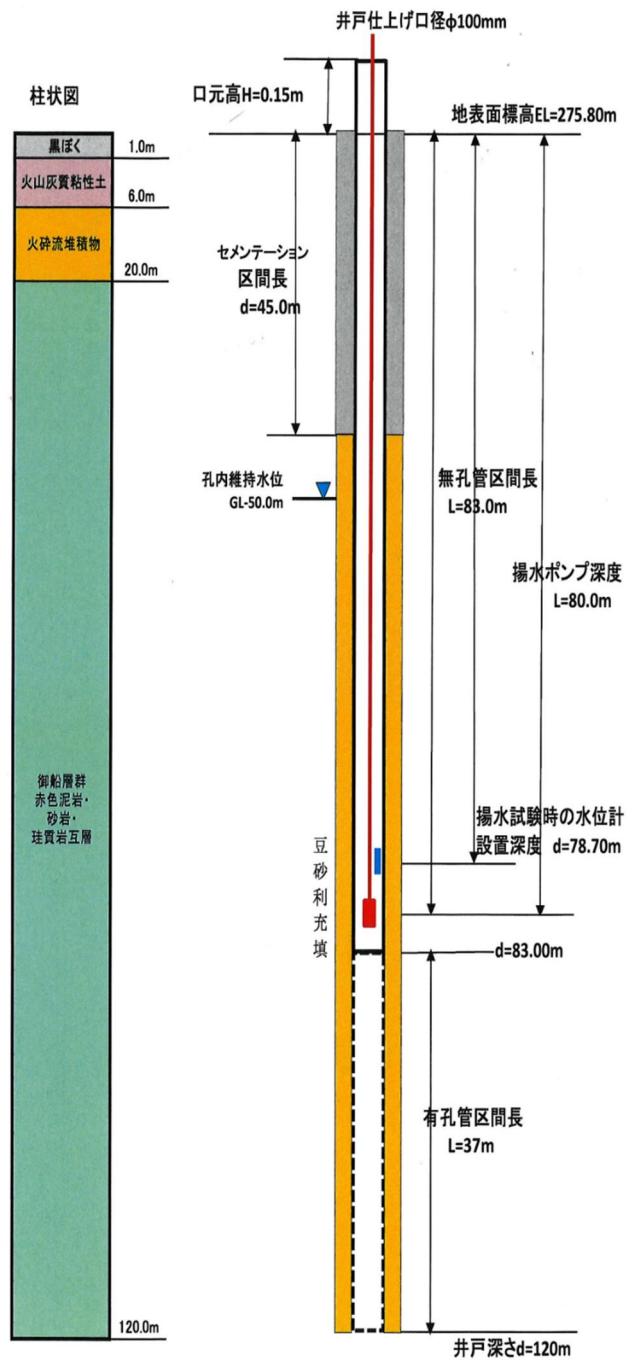 井戸仕上げ口径φ100mm
口元高H=0.15m
柱状図
地表面標高EL=275.80m
黒ぼく
1.0m
火山灰質粘性土
6.0m
火砕流堆積物
20.0m
セメンテーション
区間長
d=45.0m
孔内維持水位
GL-50.0m
無孔管区間長
L=83.0m
揚水ポンプ深度
L=80.0m
御船層群
赤色泥岩・
砂岩・
珪質岩互層
揚水試験時の水位計
設置深度 d=78.70m
豆砂利充填
d=83.00m
有孔管区間長
L=37m
120.0m
井戸深さd=120m